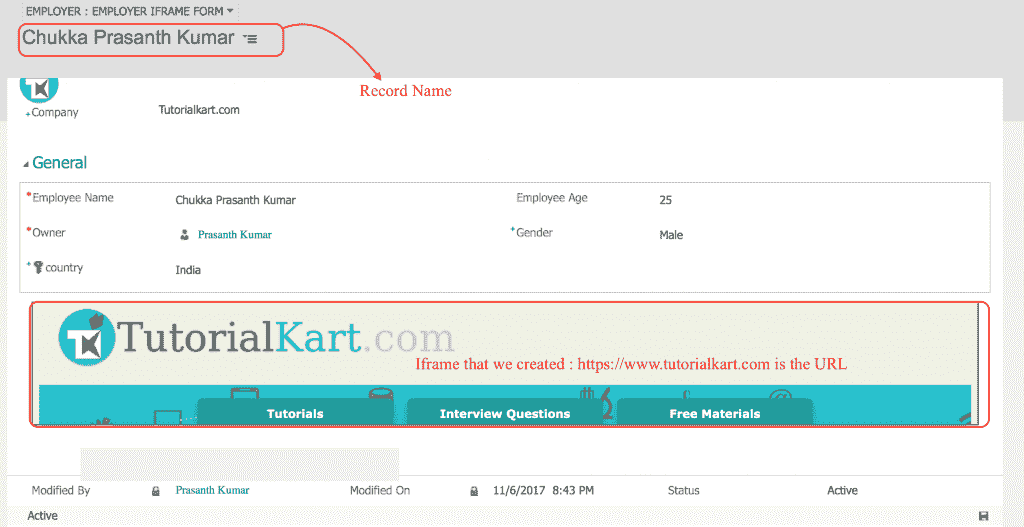 EMPLOYER : EMPLOYER IFRAME FORM
Chukka Prasanth Kumar
Record Name
+Company Tutorialkart.com
General
*Employee Name Chukka Prasanth Kumar Employee Age 25
*Owner Prasanth Kumar +Gender Male
+country India
TutorialKart.com
Iframe that we created : https://www.tutorialkart.com is the URL
Tutorials Interview Questions Free Materials
Modified By Prasanth Kumar Modified On 11/6/2017 8:43 PM Status Active
Active